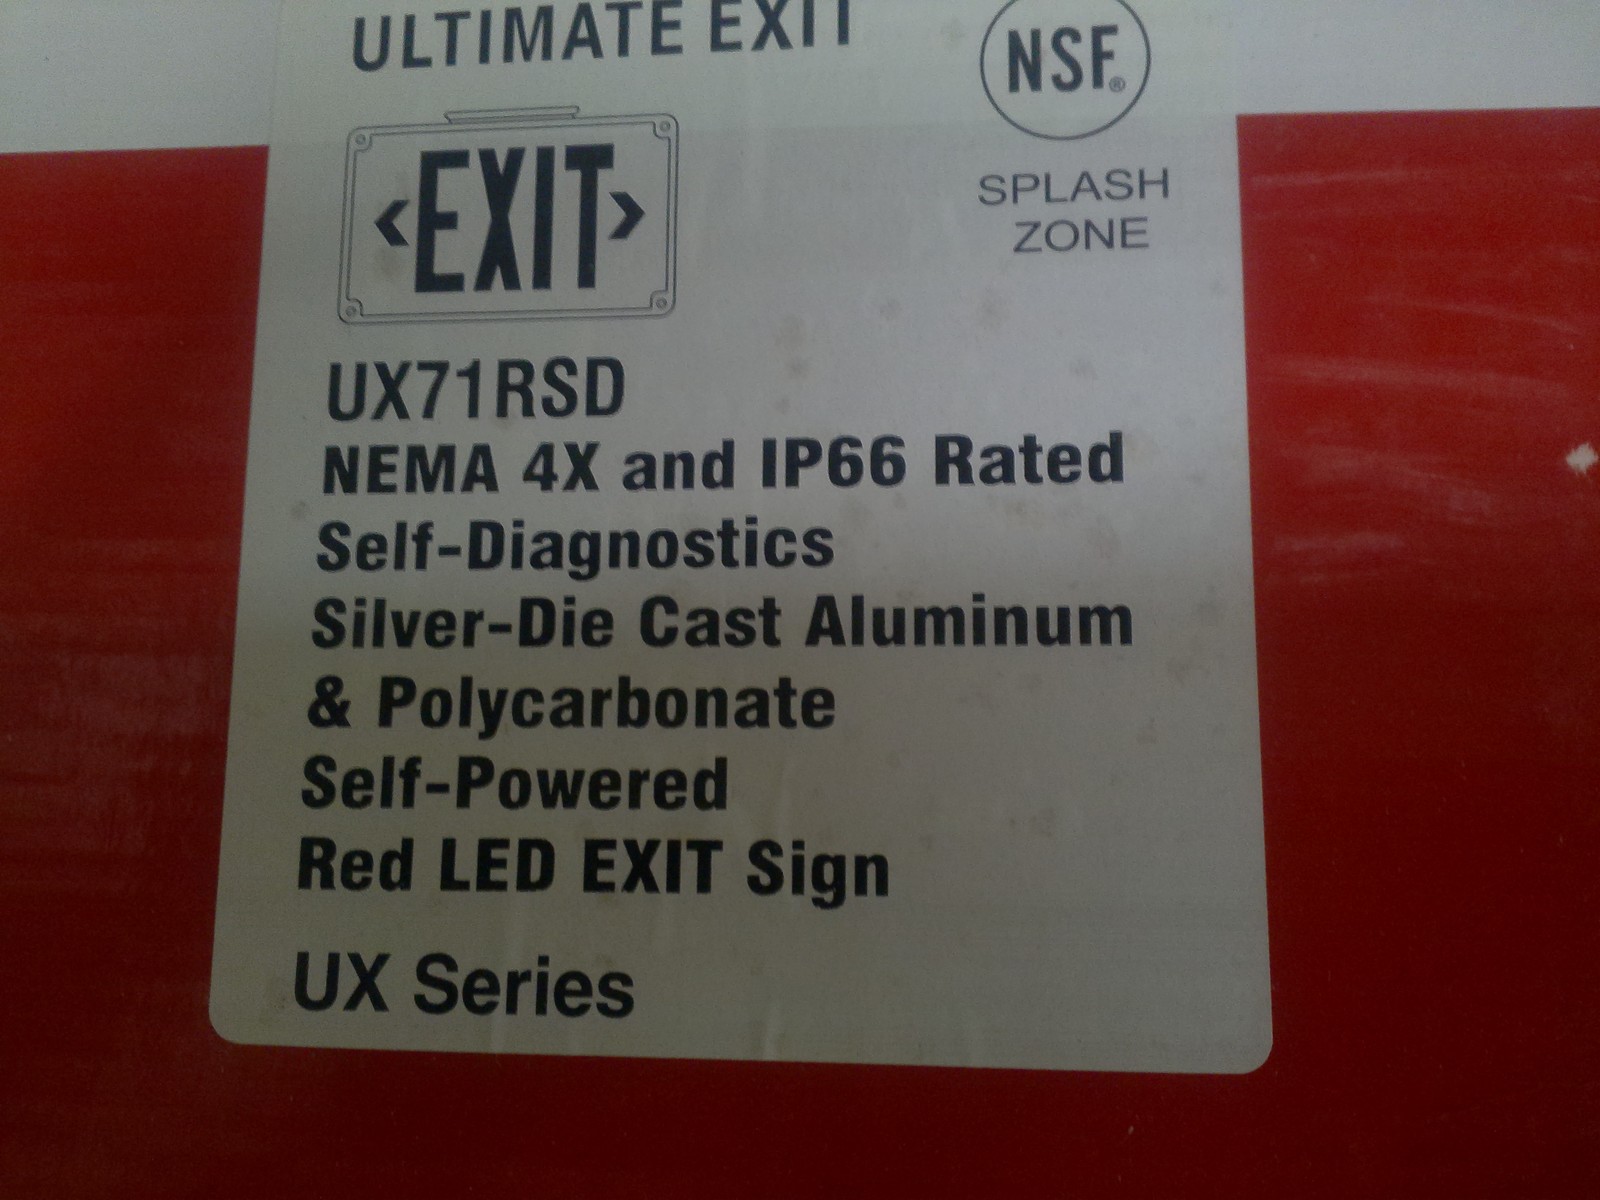 ULTIMATE EXIT
NSF®
SPLASH
ZONE
<EXIT>
UX71RSD
NEMA 4X and IP66 Rated
Self-Diagnostics
Silver-Die Cast Aluminum
& Polycarbonate
Self-Powered
Red LED EXIT Sign
UX Series